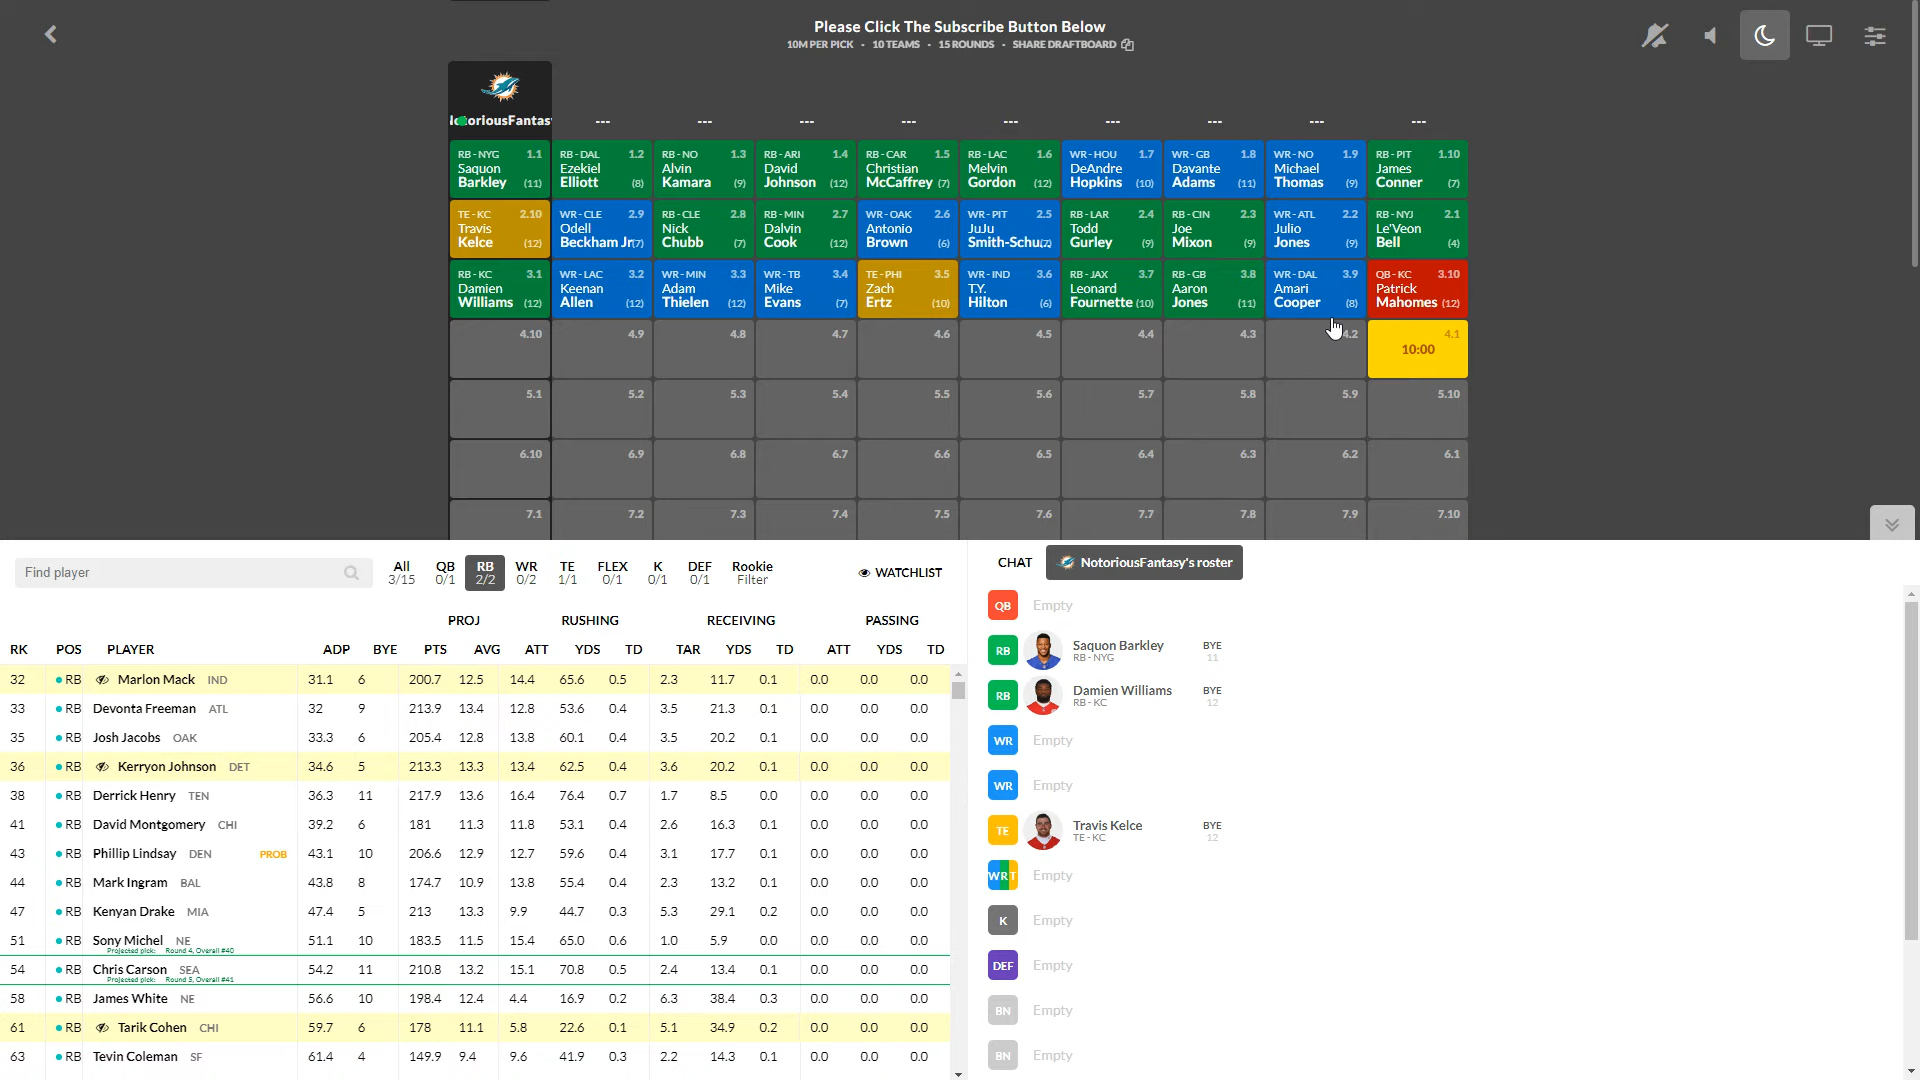 Please Click The Subscribe Button Below
10M PER PICK • 10 TEAMS • 15 ROUNDS • SHARE DRAFTBOARD
--- --- --- --- --- --- --- --- ---
RB - NYG 1.1 RB - DAL 1.2 RB - NO 1.3 RB - ARI 1.4 RB - CAR 1.5 RB - LAC 1.6 WR - HOU 1.7 WR - GB 1.8 WR - NO 1.9 RB - PIT 1.10
Saquon Ezekiel Alvin David Christian Melvin DeAndre Davante Michael James
Barkley (11) Elliott (8) Kamara (9) Johnson (12) McCaffrey (7) Gordon (12) Hopkins (10) Adams (11) Thomas (9) Conner (7)
TE - KC 2.10 WR - CLE 2.9 RB - CLE 2.8 RB - MIN 2.7 WR - OAK 2.6 WR - PIT 2.5 RB - LAR 2.4 RB - CIN 2.3 WR - ATL 2.2 RB - NYJ 2.1
Travis Odell Nick Dalvin Antonio JuJu Todd Joe Julio Le'Veon
Kelce (12) Beckham Jr (7) Chubb (7) Cook (12) Brown (6) Smith-Schu... Gurley (9) Mixon (9) Jones (9) Bell (4)
RB - KC 3.1 WR - LAC 3.2 WR - MIN 3.3 WR - TB 3.4 TE - PHI 3.5 WR - IND 3.6 RB - JAX 3.7 RB - GB 3.8 WR - DAL 3.9 QB - KC 3.10
Damien Keenan Adam Mike Zach T.Y. Leonard Aaron Amari Patrick
Williams (12) Allen (12) Thielen (12) Evans (7) Ertz (10) Hilton (6) Fournette (10) Jones (11) Cooper (8) Mahomes (12)
4.10 4.9 4.8 4.7 4.6 4.5 4.4 4.3 4.2 4.1
10:00
5.1 5.2 5.3 5.4 5.5 5.6 5.7 5.8 5.9 5.10
6.10 6.9 6.8 6.7 6.6 6.5 6.4 6.3 6.2 6.1
7.1 7.2 7.3 7.4 7.5 7.6 7.7 7.8 7.9 7.10
Find player
All QB RB WR TE FLEX K DEF Rookie
3/15 0/1 2/2 0/2 1/1 0/1 0/1 0/1 Filter
WATCHLIST
PROJ RUSHING RECEIVING PASSING
RK POS PLAYER ADP BYE PTS AVG ATT YDS TD TAR YDS TD ATT YDS TD
32 RB Marlon Mack IND 31.1 6 200.7 12.5 14.4 65.6 0.5 2.3 11.7 0.1 0.0 0.0 0.0
33 RB Devonta Freeman ATL 32 9 213.9 13.4 12.8 53.6 0.4 3.5 21.3 0.1 0.0 0.0 0.0
35 RB Josh Jacobs OAK 33.3 6 205.4 12.8 13.8 60.1 0.4 3.5 20.2 0.1 0.0 0.0 0.0
36 RB Kerryon Johnson DET 34.6 5 213.3 13.3 13.4 62.5 0.4 3.6 20.2 0.1 0.0 0.0 0.0
38 RB Derrick Henry TEN 36.3 11 217.9 13.6 16.4 76.4 0.7 1.7 8.5 0.0 0.0 0.0 0.0
41 RB David Montgomery CHI 39.2 6 181 11.3 11.8 53.1 0.4 2.6 16.3 0.1 0.0 0.0 0.0
43 RB Phillip Lindsay DEN PROB 43.1 10 206.6 12.9 12.7 59.6 0.4 3.1 17.7 0.1 0.0 0.0 0.0
44 RB Mark Ingram BAL 43.8 8 174.7 10.9 13.8 55.4 0.4 2.3 13.2 0.1 0.0 0.0 0.0
47 RB Kenyan Drake MIA 47.4 5 213 13.3 9.9 44.7 0.3 5.3 29.1 0.2 0.0 0.0 0.0
51 RB Sony Michel NE 51.1 10 183.5 11.5 15.4 65.0 0.6 1.0 5.9 0.0 0.0 0.0 0.0
Projected pick: Round 4, Overall #40
54 RB Chris Carson SEA 54.2 11 210.8 13.2 15.1 70.8 0.5 2.4 13.4 0.1 0.0 0.0 0.0
Projected pick: Round 5, Overall #41
58 RB James White NE 56.6 10 198.4 12.4 4.4 16.9 0.2 6.3 38.4 0.3 0.0 0.0 0.0
61 RB Tarik Cohen CHI 59.7 6 178 11.1 5.8 22.6 0.1 5.1 34.9 0.2 0.0 0.0 0.0
63 RB Tevin Coleman SF 61.4 4 149.9 9.4 9.6 41.9 0.3 2.2 14.3 0.1 0.0 0.0 0.0
CHAT NotoriousFantasy's roster
QB Empty
RB Saquon Barkley BYE
RB - NYG 11
RB Damien Williams BYE
RB - KC 12
WR Empty
WR Empty
TE Travis Kelce BYE
TE - KC 12
WRT Empty
K Empty
DEF Empty
BN Empty
BN Empty